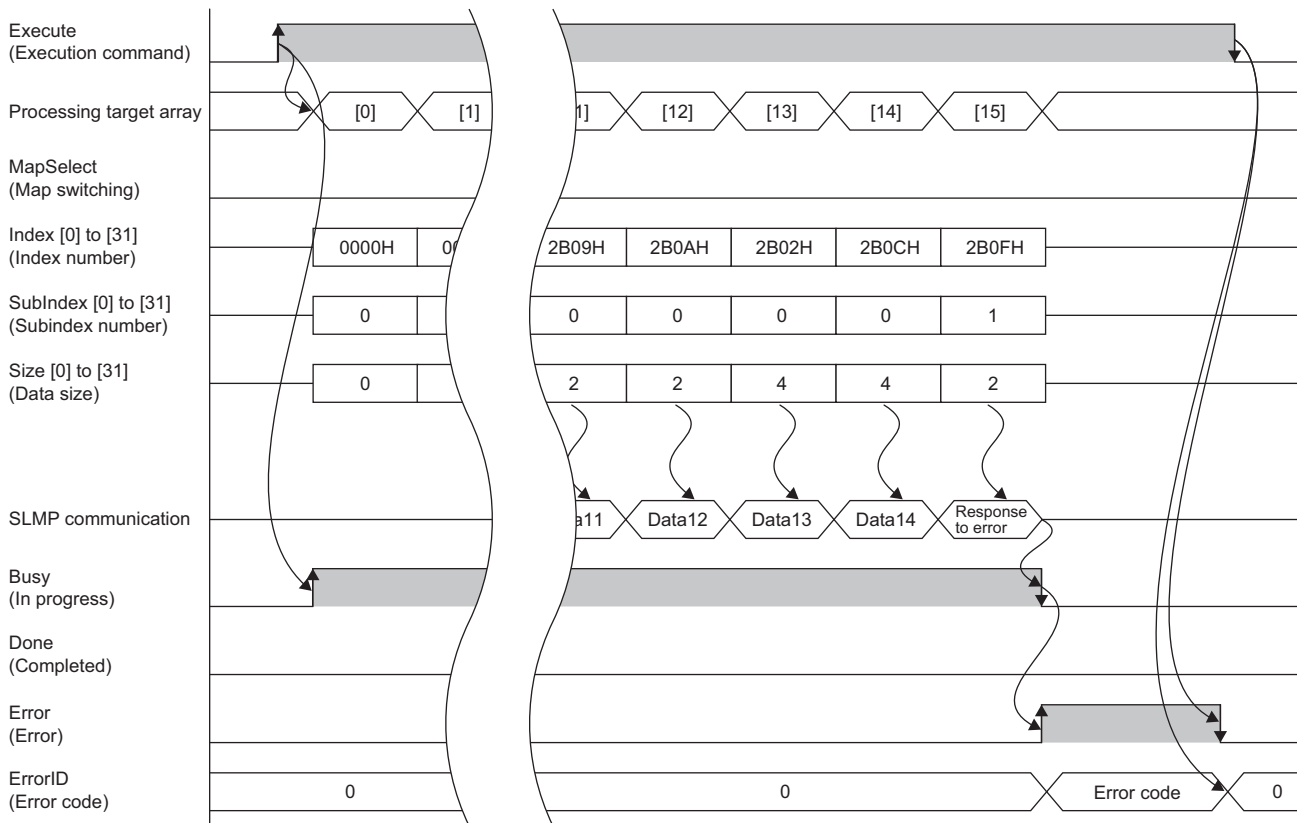 Execute
(Execution command)
Processing target array
[0]
[1]
1]
[12]
[13]
[14]
[15]
MapSelect
(Map switching)
Index [0] to [31]
(Index number)
0000H
00
2B09H
2B0AH
2B02H
2B0CH
2B0FH
SubIndex [0] to [31]
(Subindex number)
0
0
0
0
0
1
Size [0] to [31]
(Data size)
0
2
2
4
4
2
SLMP communication
a11
Data12
Data13
Data14
Response
to error
Busy
(In progress)
Done
(Completed)
Error
(Error)
ErrorID
(Error code)
0
0
Error code
0